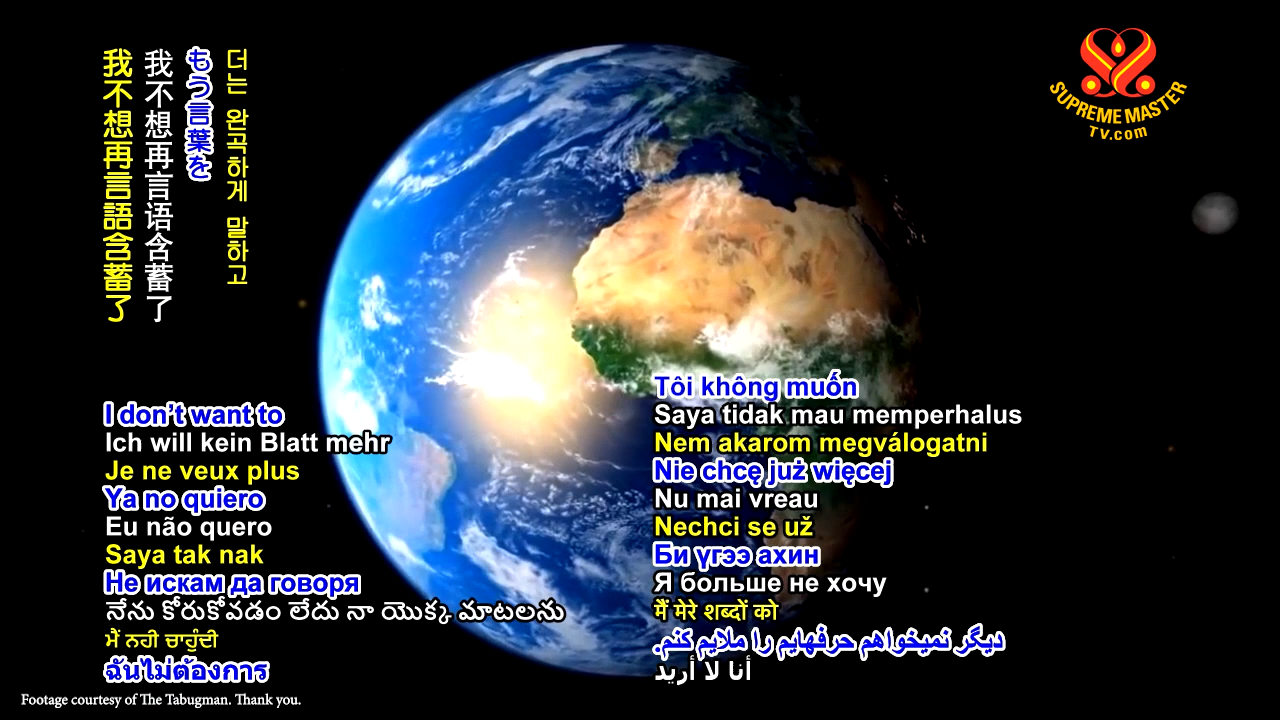 我不想再言語含蓄了
我不想再言语含蓄了
もう言葉を
더는 완곡하게 말하고
SUPREME MASTER
TV.com
I don't want to
Ich will kein Blatt mehr
Je ne veux plus
Ya no quiero
Eu não quero
Saya tak nak
Не искам да говоря
నేను కోరుకోవడం లేదు నా యొక్క మాటలను
ਮੈਂ ਨਹੀ ਚਾਹੁੰਦੀ
ฉันไม่ต้องการ
Tôi không muốn
Saya tidak mau memperhalus
Nem akarom megválogatni
Nie chcę już więcej
Nu mai vreau
Nechci se už
Би үгээ ахин
Я больше не хочу
मैं मेरे शब्दों को
دیگر نمیخواهم حرفهایم را ملایم کنم.
أنا لا أريد
Footage courtesy of The Tabugman. Thank you.